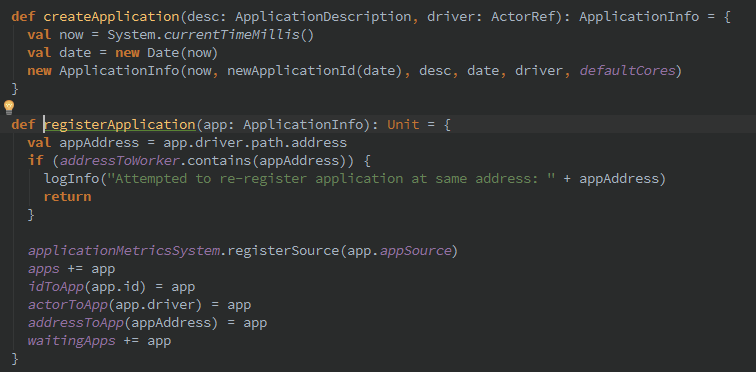 def createApplication(desc: ApplicationDescription, driver: ActorRef): ApplicationInfo = {
val now = System.currentTimeMillis()
val date = new Date(now)
new ApplicationInfo(now, newApplicationId(date), desc, date, driver, defaultCores)
}
def registerApplication(app: ApplicationInfo): Unit = {
val appAddress = app.driver.path.address
if (addressToWorker.contains(appAddress)) {
logInfo("Attempted to re-register application at same address: " + appAddress)
return
}
applicationMetricsSystem.registerSource(app.appSource)
apps += app
idToApp(app.id) = app
actorToApp(app.driver) = app
addressToApp(appAddress) = app
waitingApps += app
}